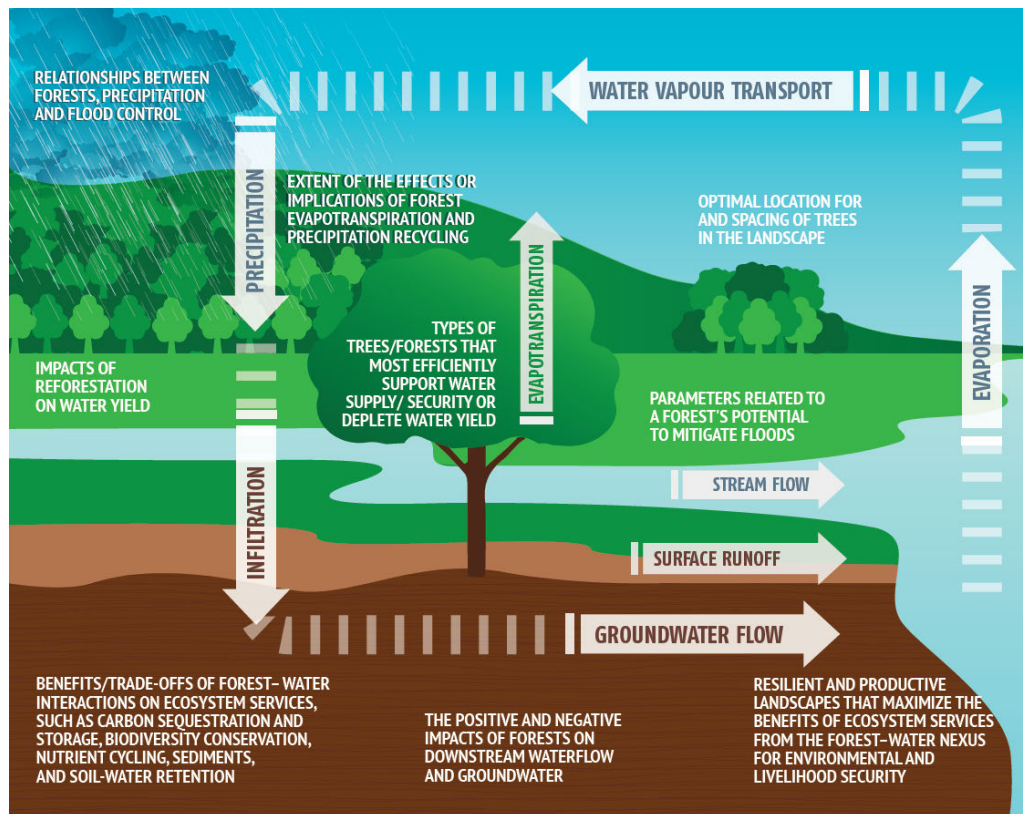 RELATIONSHIPS BETWEEN
FORESTS, PRECIPITATION
AND FLOOD CONTROL
WATER VAPOUR TRANSPORT
PRECIPITATION
EXTENT OF THE EFFECTS OR
IMPLICATIONS OF FOREST
EVAPOTRANSPIRATION AND
PRECIPITATION RECYCLING
OPTIMAL LOCATION FOR
AND SPACING OF TREES
IN THE LANDSCAPE
EVAPOTRANSPIRATION
EVAPORATION
TYPES OF
TREES/FORESTS THAT
MOST EFFICIENTLY
SUPPORT WATER
SUPPLY/ SECURITY OR
DEPLETE WATER YIELD
IMPACTS OF
REFORESTATION
ON WATER YIELD
PARAMETERS RELATED TO
A FOREST'S POTENTIAL
TO MITIGATE FLOODS
INFILTRATION
STREAM FLOW
SURFACE RUNOFF
GROUNDWATER FLOW
BENEFITS/TRADE-OFFS OF FOREST–WATER
INTERACTIONS ON ECOSYSTEM SERVICES,
SUCH AS CARBON SEQUESTRATION AND
STORAGE, BIODIVERSITY CONSERVATION,
NUTRIENT CYCLING, SEDIMENTS,
AND SOIL-WATER RETENTION
THE POSITIVE AND NEGATIVE
IMPACTS OF FORESTS ON
DOWNSTREAM WATERFLOW
AND GROUNDWATER
RESILIENT AND PRODUCTIVE
LANDSCAPES THAT MAXIMIZE THE
BENEFITS OF ECOSYSTEM SERVICES
FROM THE FOREST–WATER NEXUS
FOR ENVIRONMENTAL AND
LIVELIHOOD SECURITY